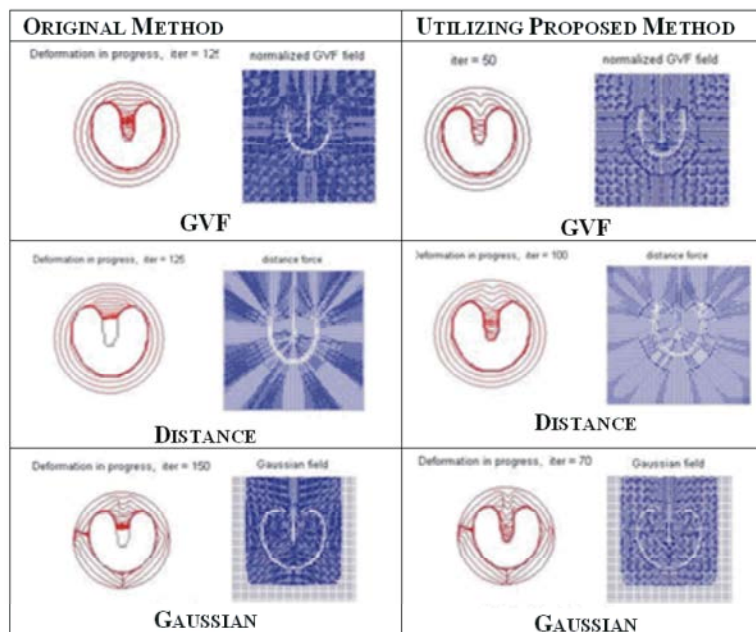 ORIGINAL METHOD
UTILIZING PROPOSED METHOD
Deformation in progress, iter = 125
normalized GVF field
iter = 50
normalized GVF field
GVF
GVF
Deformation in progress, iter = 125
distance force
Deformation in progress, iter = 100
distance force
DISTANCE
DISTANCE
Deformation in progress, iter = 150
Gaussian field
Deformation in progress, iter = 70
Gaussian field
GAUSSIAN
GAUSSIAN